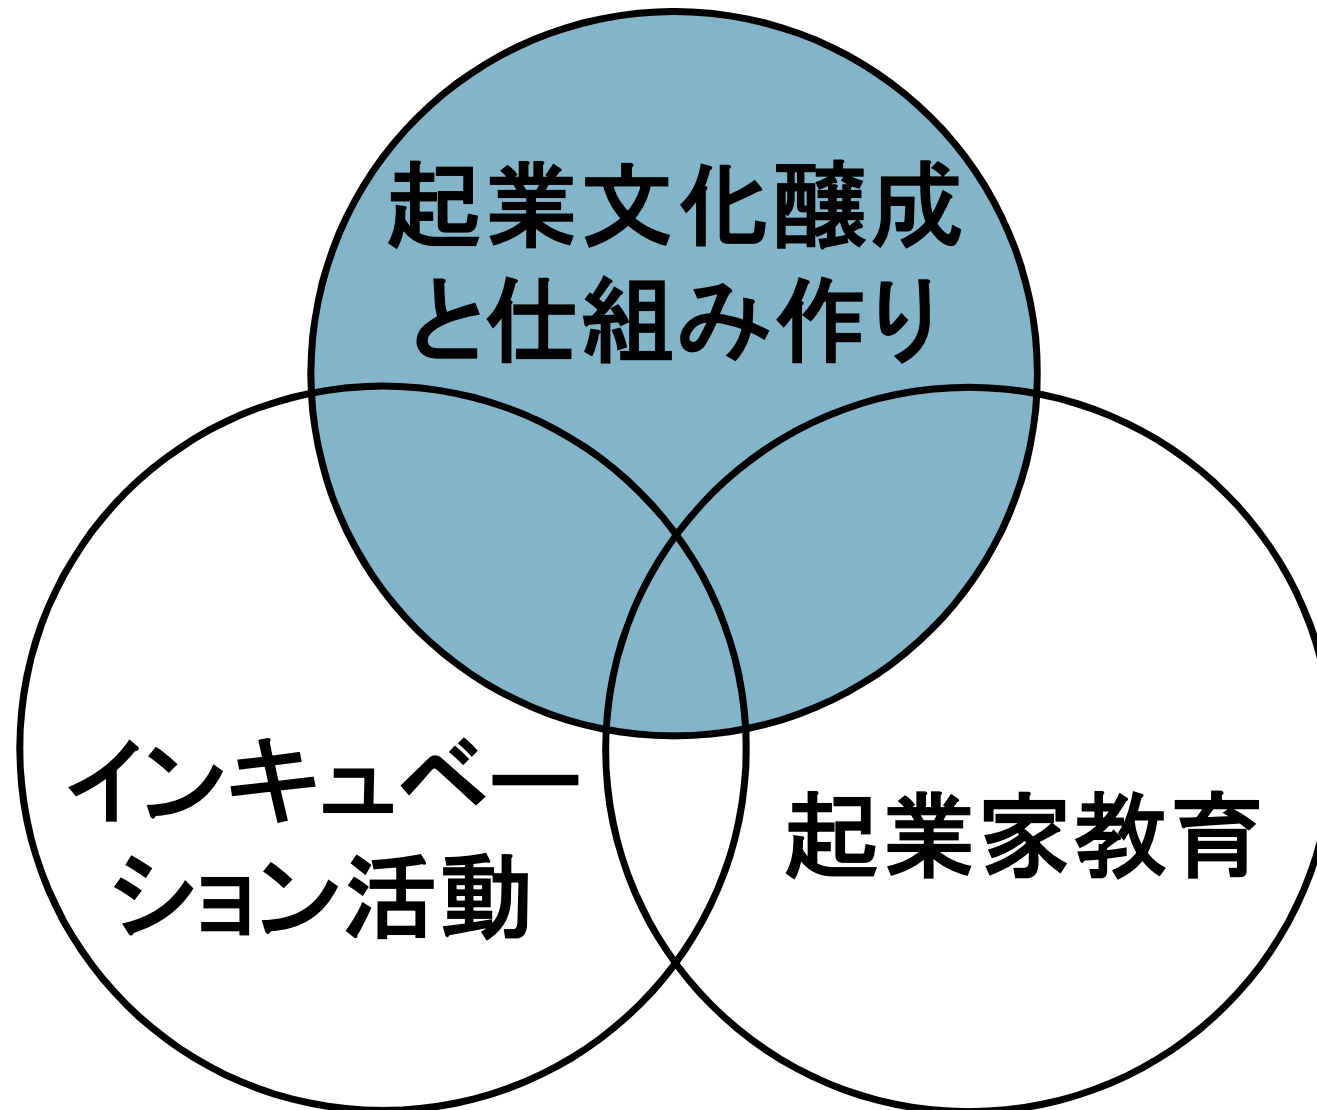 起業文化醸成
と仕組み作り
インキュベー
ション活動
起業家教育